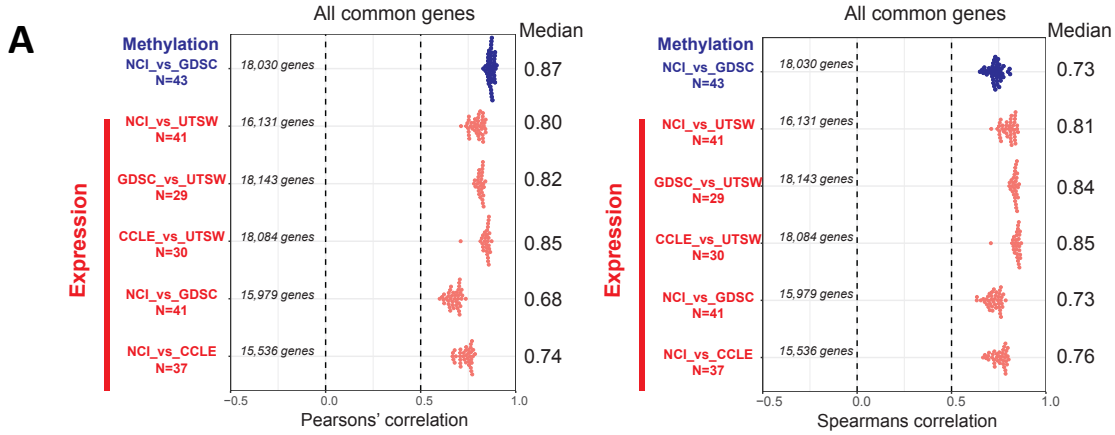 A
All common genes
Median
Methylation
NCI_vs_GDSC
N=43
18,030 genes
0.87
NCI_vs_UTSW
N=41
16,131 genes
0.80
GDSC_vs_UTSW
N=29
18,143 genes
0.82
CCLE_vs_UTSW
N=30
18,084 genes
0.85
NCI_vs_GDSC
N=41
15,979 genes
0.68
NCI_vs_CCLE
N=37
15,536 genes
0.74
Expression
−0.5 0.0 0.5 1.0
Pearsons' correlation
All common genes
Median
Methylation
NCI_vs_GDSC
N=43
18,030 genes
0.73
NCI_vs_UTSW
N=41
16,131 genes
0.81
GDSC_vs_UTSW
N=29
18,143 genes
0.84
CCLE_vs_UTSW
N=30
18,084 genes
0.85
NCI_vs_GDSC
N=41
15,979 genes
0.73
NCI_vs_CCLE
N=37
15,536 genes
0.76
Expression
−0.5 0.0 0.5 1.0
Spearmans correlation